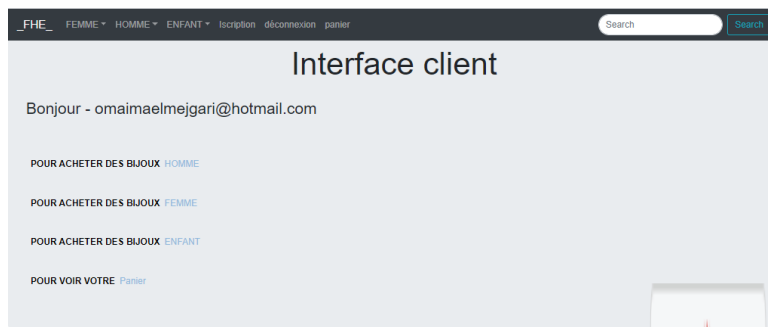 _FHE_ FEMME HOMME ENFANT Iscription déconnexion panier Search Search
Interface client
Bonjour - omaimaelmejgari@hotmail.com
POUR ACHETER DES BIJOUX HOMME
POUR ACHETER DES BIJOUX FEMME
POUR ACHETER DES BIJOUX ENFANT
POUR VOIR VOTRE Panier